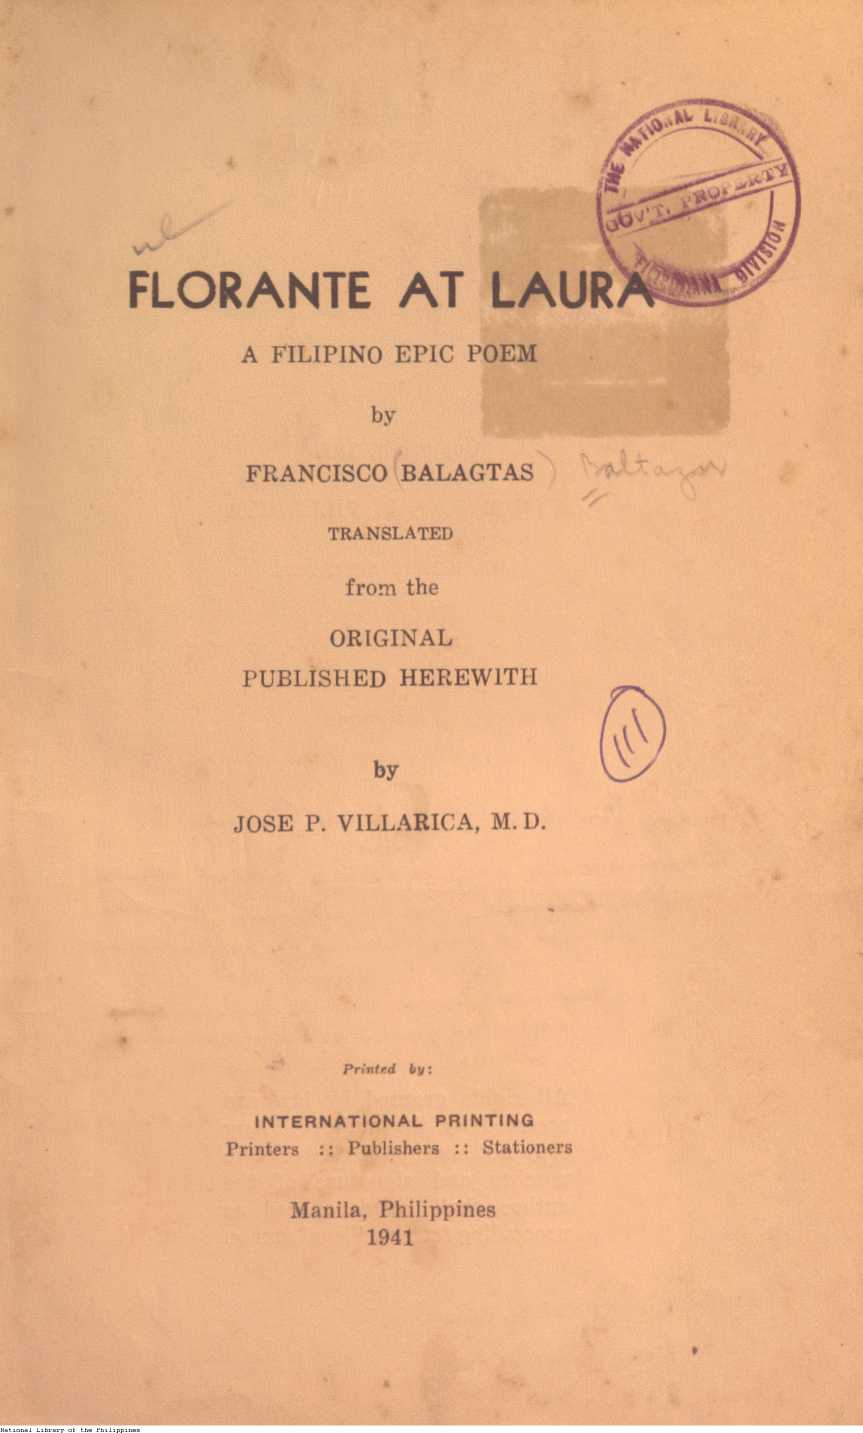 THE NATIONAL LIBRARY
GOV'T. PROPERTY
FILIPINIANA DIVISION
FLORANTE AT LAURA
A FILIPINO EPIC POEM
by
FRANCISCO (BALAGTAS) Baltazar
TRANSLATED
from the
ORIGINAL
PUBLISHED HEREWITH
III
by
JOSE P. VILLARICA, M. D.
Printed by:
INTERNATIONAL PRINTING
Printers :: Publishers :: Stationers
Manila, Philippines
1941
National Library of the Philippines